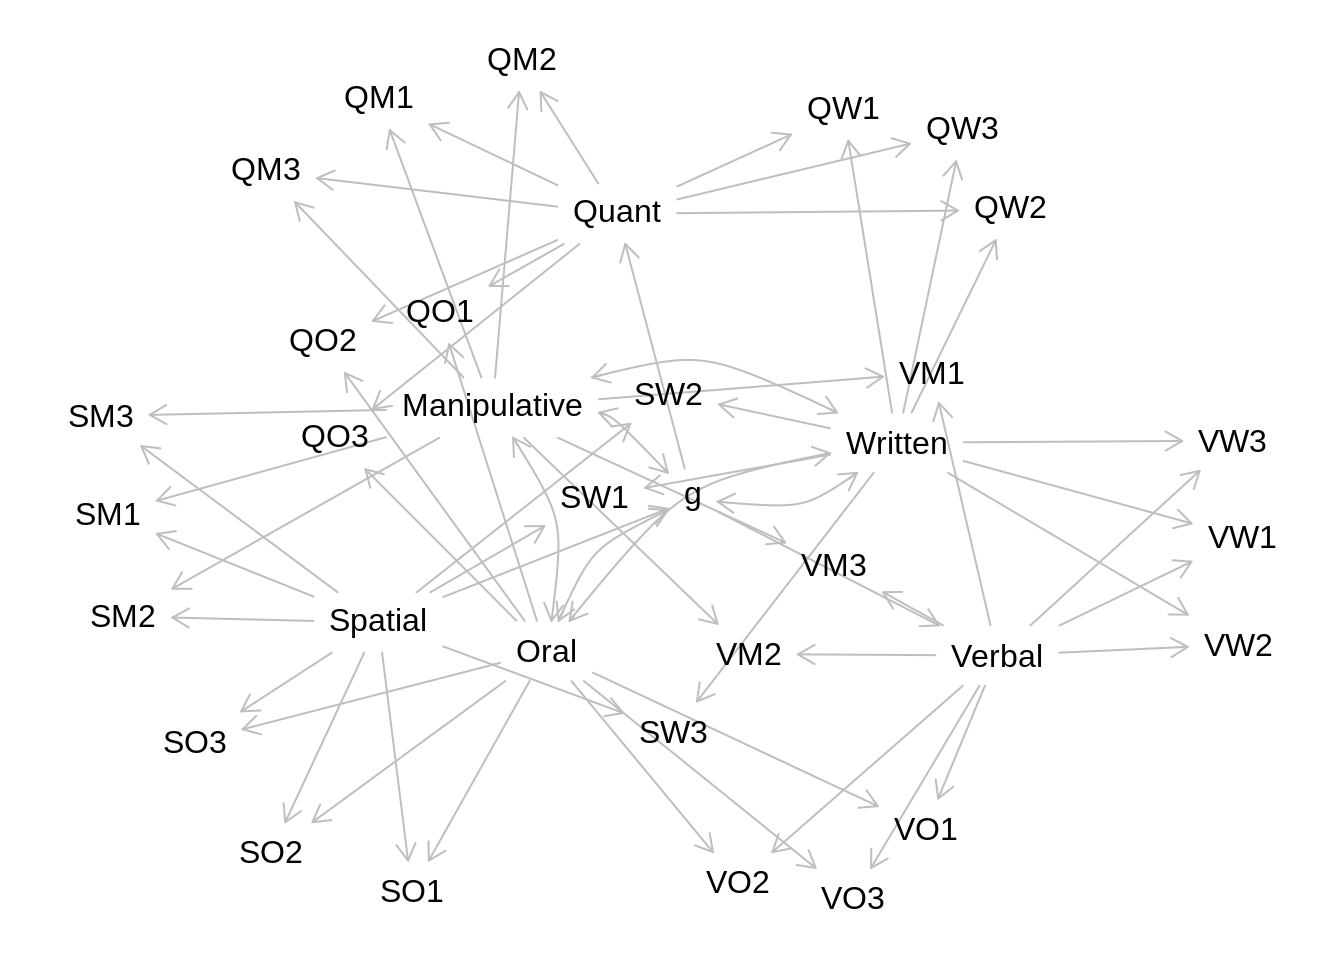 QM2
QM1
QW1
QW3
QM3
QW2
Quant
QO1
QO2
VM1
SW2
Manipulative
SM3
QO3
Written
VW3
SW1
g
SM1
VW1
VM3
SM2
Spatial
VW2
Oral
VM2
Verbal
SW3
SO3
VO1
SO2
VO2
SO1
VO3